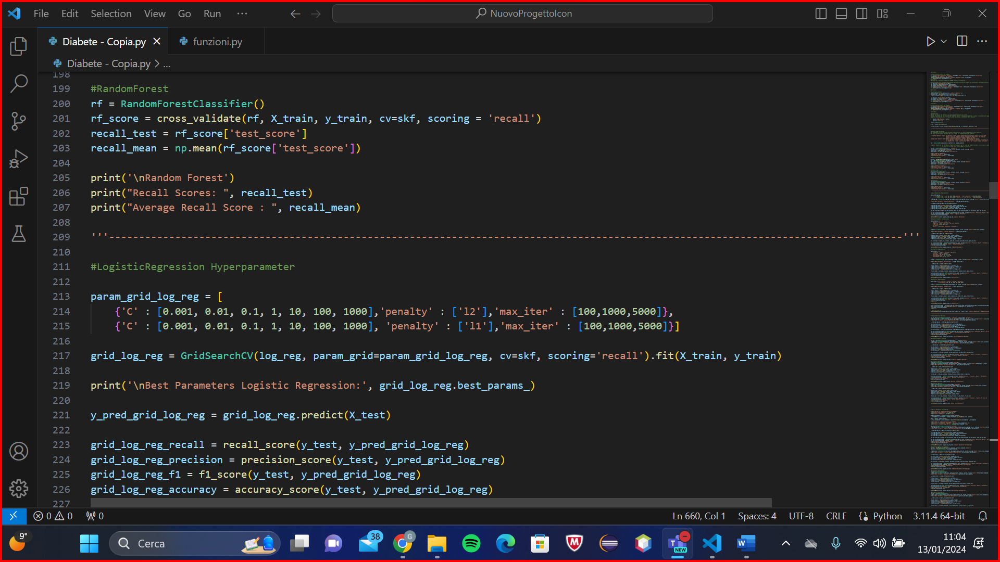 File Edit Selection View Go Run ···
NuovoProgettoIcon
Diabete - Copia.py
funzioni.py
Diabete - Copia.py > ...
198
199 #RandomForest
200 rf = RandomForestClassifier()
201 rf_score = cross_validate(rf, X_train, y_train, cv=skf, scoring = 'recall')
202 recall_test = rf_score['test_score']
203 recall_mean = np.mean(rf_score['test_score'])
204
205 print('\nRandom Forest')
206 print("Recall Scores: ", recall_test)
207 print("Average Recall Score : ", recall_mean)
208
209 '''------------------------------------------------------------------------------------------------------------------------------------'''
210
211 #LogisticRegression Hyperparameter
212
213 param_grid_log_reg = [
214     {'C' : [0.001, 0.01, 0.1, 1, 10, 100, 1000],'penalty' : ['l2'],'max_iter' : [100,1000,5000]},
215     {'C' : [0.001, 0.01, 0.1, 1, 10, 100, 1000], 'penalty' : ['l1'],'max_iter' : [100,1000,5000]}]
216
217 grid_log_reg = GridSearchCV(log_reg, param_grid=param_grid_log_reg, cv=skf, scoring='recall').fit(X_train, y_train)
218
219 print('\nBest Parameters Logistic Regression:', grid_log_reg.best_params_)
220
221 y_pred_grid_log_reg = grid_log_reg.predict(X_test)
222
223 grid_log_reg_recall = recall_score(y_test, y_pred_grid_log_reg)
224 grid_log_reg_precision = precision_score(y_test, y_pred_grid_log_reg)
225 grid_log_reg_f1 = f1_score(y_test, y_pred_grid_log_reg)
226 grid_log_reg_accuracy = accuracy_score(y_test, y_pred_grid_log_reg)
227
0 0 0 Ln 660, Col 1 Spaces: 4 UTF-8 CRLF Python 3.11.4 64-bit
9° Cerca 38 G NEW W 11:04
13/01/2024